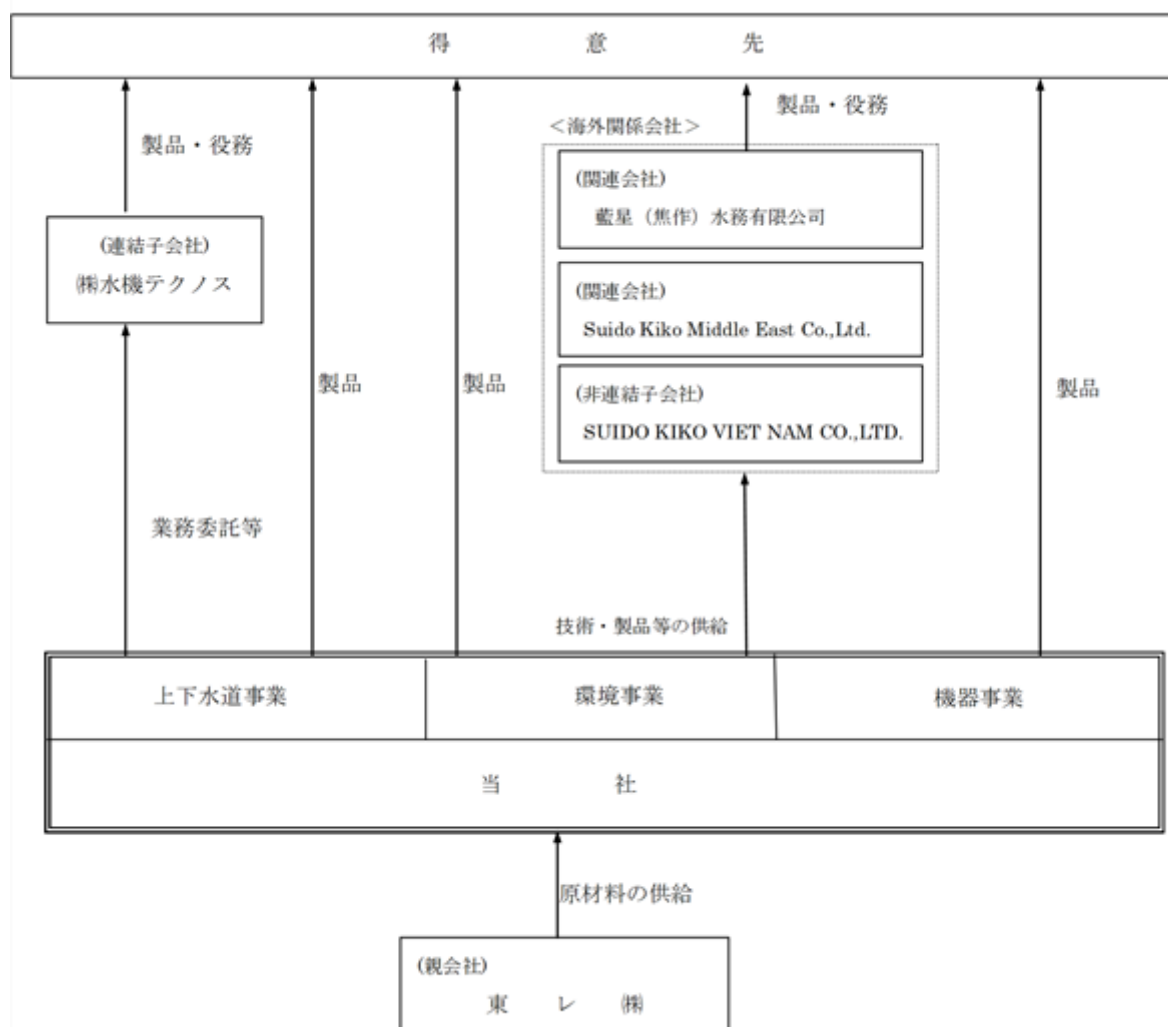 得 意 先
製品・役務
＜海外関係会社＞
製品・役務
(関連会社)
藍星（焦作）水務有限公司
(連結子会社)
㈱水機テクノス
(関連会社)
Suido Kiko Middle East Co.,Ltd.
製品
製品
(非連結子会社)
SUIDO KIKO VIET NAM CO.,LTD.
製品
業務委託等
技術・製品等の供給
上下水道事業
環境事業
機器事業
当 社
原材料の供給
(親会社)
東 レ ㈱